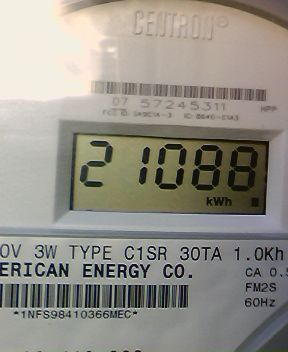 CENTRON®
07 57245311
HPP
21088
kWh
0V 3W TYPE C1SR 30TA 1.0Kh
ERICAN ENERGY CO.
CA 0.5
FM2S
60Hz
*1NFS98410366MEC*